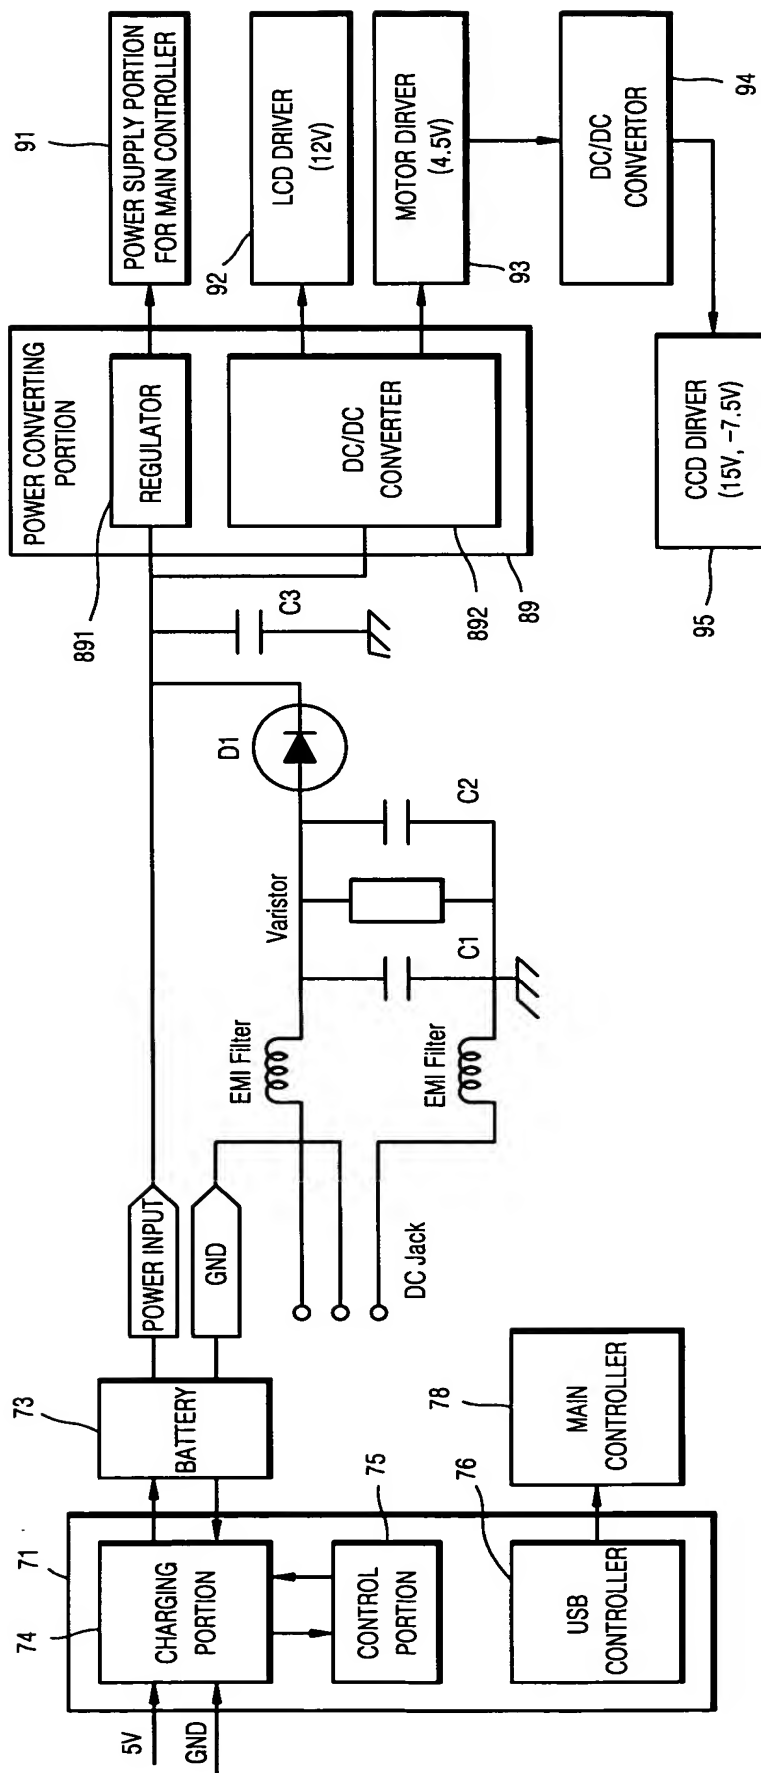 5V
GND
71
74
CHARGING
PORTION
CONTROL
PORTION
75
USB
CONTROLLER
76
73
BATTERY
MAIN
CONTROLLER
78
POWER INPUT
GND
DC Jack
EMI Filter
EMI Filter
Varistor
C1
C2
D1
C3
POWER CONVERTING
PORTION
891
REGULATOR
DC/DC
CONVERTER
892
89
91
POWER SUPPLY PORTION
FOR MAIN CONTROLLER
92
LCD DRIVER
(12V)
MOTOR DIRVER
(4.5V)
93
DC/DC
CONVERTOR
94
CCD DIRVER
(15V, -7.5V)
95